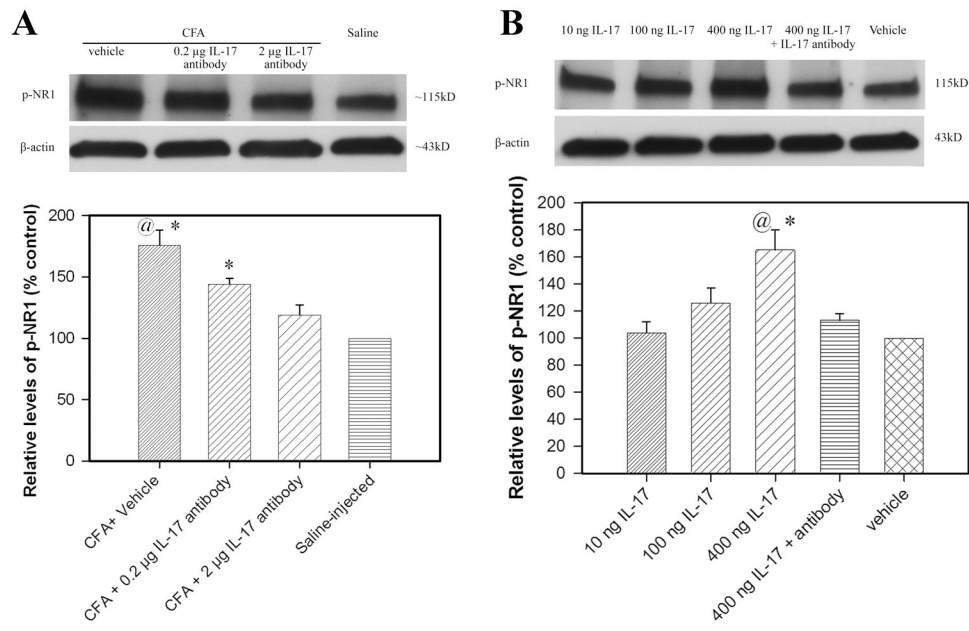 A
CFA
Saline
vehicle
0.2 µg IL-17
antibody
2 µg IL-17
antibody
p-NR1
~115kD
β-actin
~43kD
Relative levels of p-NR1 (% control)
200
150
100
50
0
@ *
*
CFA+ Vehicle
CFA + 0.2 µg IL-17 antibody
CFA + 2 µg IL-17 antibody
Saline-injected
B
10 ng IL-17
100 ng IL-17
400 ng IL-17
400 ng IL-17
+ IL-17 antibody
Vehicle
p-NR1
115kD
β-actin
43kD
Relative levels of p-NR1 (% control)
200
180
160
140
120
100
80
60
40
20
0
@ *
10 ng IL-17
100 ng IL-17
400 ng IL-17
400 ng IL-17 + antibody
vehicle